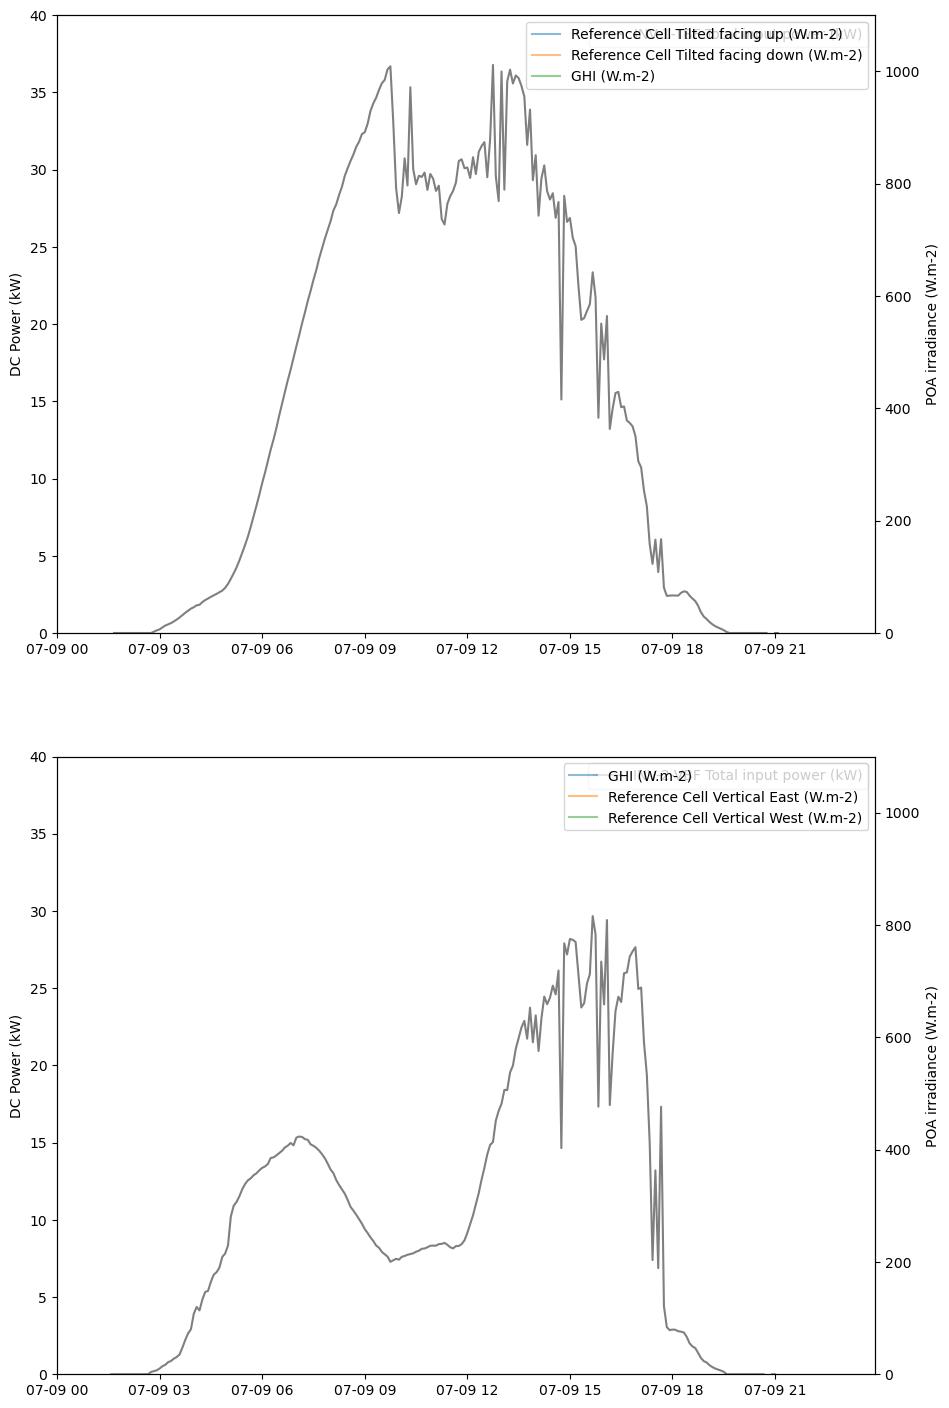 40
35
30
25
20
15
10
5
0
DC Power (kW)
Reference Cell Tilted facing up (W.m-2)
Reference Cell Tilted facing down (W.m-2)
GHI (W.m-2)
1000
800
600
400
200
0
POA irradiance (W.m-2)
07-09 00 07-09 03 07-09 06 07-09 09 07-09 12 07-09 15 07-09 18 07-09 21
40
35
30
25
20
15
10
5
0
DC Power (kW)
GHI (W.m-2) Total input power (kW)
Reference Cell Vertical East (W.m-2)
Reference Cell Vertical West (W.m-2)
1000
800
600
400
200
0
POA irradiance (W.m-2)
07-09 00 07-09 03 07-09 06 07-09 09 07-09 12 07-09 15 07-09 18 07-09 21